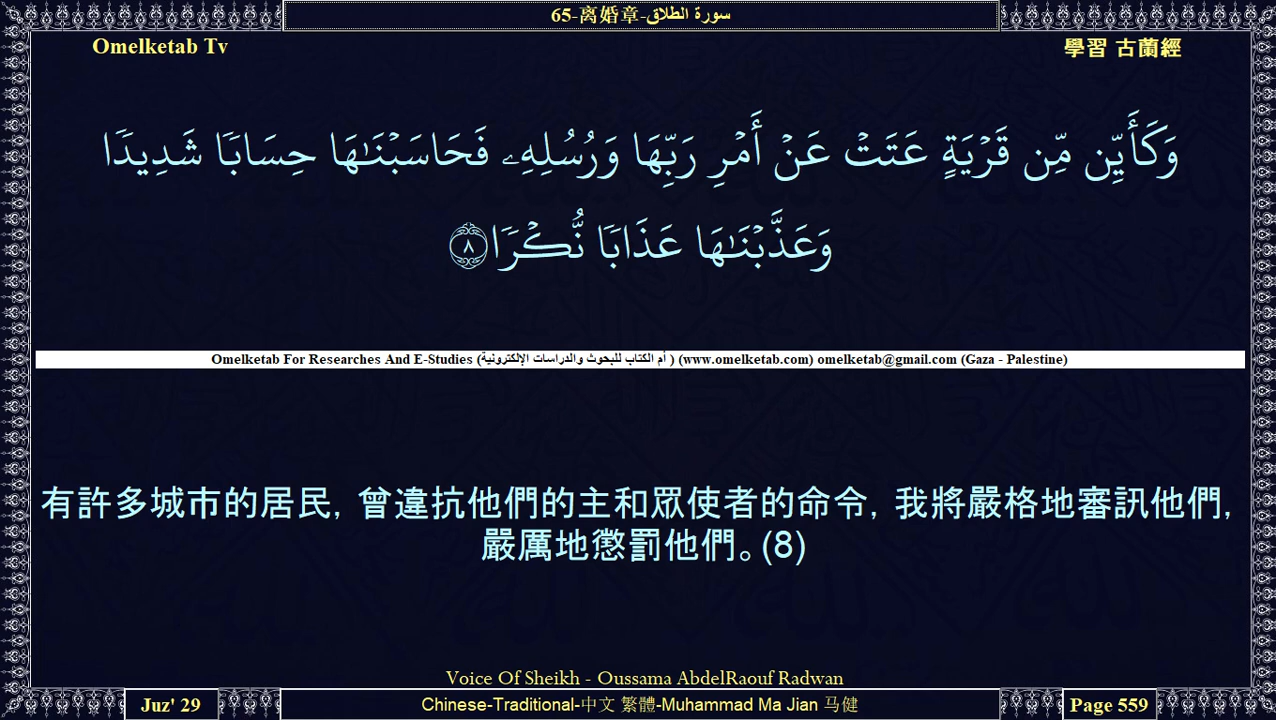 65-离婚章-سورة الطلاق
Omelketab Tv
學習 古蘭經
وَكَأَيِّن مِّن قَرْيَةٍ عَتَتْ عَنْ أَمْرِ رَبِّهَا وَرُسُلِهِۦ فَحَاسَبْنَٰهَا حِسَابًا شَدِيدًا
وَعَذَّبْنَٰهَا عَذَابًا نُّكْرًا ٨
Omelketab For Researches And E-Studies (أم الكتاب للبحوث والدراسات الإلكترونية ) (www.omelketab.com) omelketab@gmail.com (Gaza - Palestine)
有許多城市的居民, 曾違抗他們的主和眾使者的命令, 我將嚴格地審訊他們,
嚴厲地懲罰他們。(8)
Voice Of Sheikh - Oussama AbdelRaouf Radwan
Juz' 29
Chinese-Traditional-中文 繁體-Muhammad Ma Jian 马健
Page 559